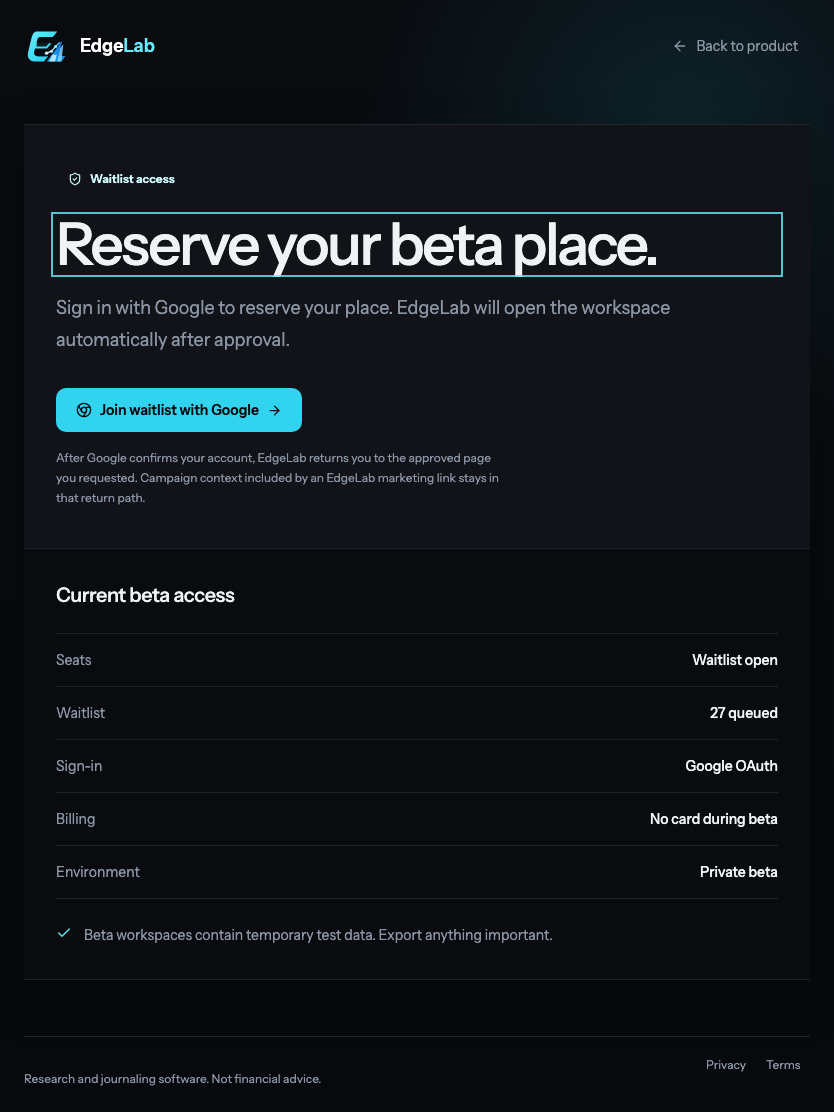 EdgeLab
Back to product
Waitlist access
Reserve your beta place.
Sign in with Google to reserve your place. EdgeLab will open the workspace
automatically after approval.
Join waitlist with Google
After Google confirms your account, EdgeLab returns you to the approved page
you requested. Campaign context included by an EdgeLab marketing link stays in
that return path.
Current beta access
Seats Waitlist open
Waitlist 27 queued
Sign-in Google OAuth
Billing No card during beta
Environment Private beta
Beta workspaces contain temporary test data. Export anything important.
Privacy Terms
Research and journaling software. Not financial advice.